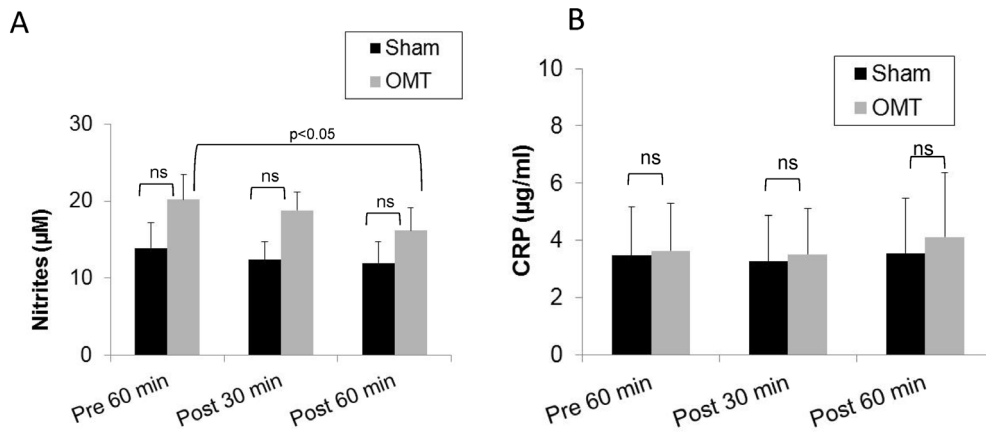 A
Sham
OMT
30
20
10
0
Nitrites (µM)
p<0.05
ns
ns
ns
Pre 60 min
Post 30 min
Post 60 min
B
Sham
OMT
10
8
6
4
2
0
CRP (µg/ml)
ns
ns
ns
Pre 60 min
Post 30 min
Post 60 min